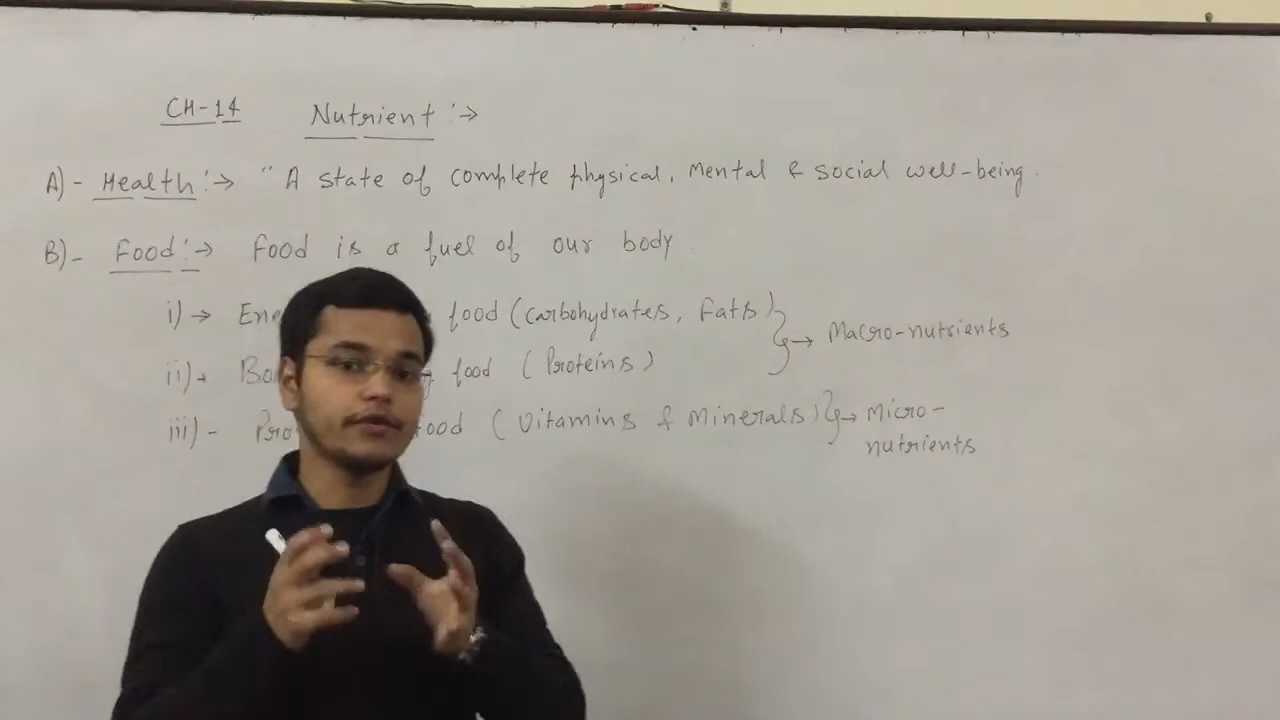 CH-14 Nutrient :→
A)- Health :→ "A state of complete physical, Mental & social well-being.
B)- Food :→ Food is a fuel of our body
i) → food (carbohydrates, Fats) } → Macro-nutrients
ii) → food (Proteins)
iii) - food (Vitamins & Minerals) } → Micro-
nutrients